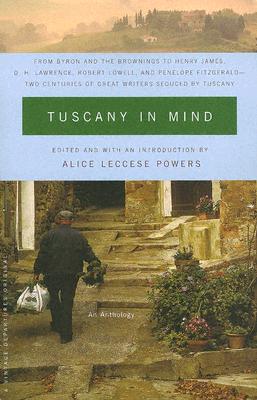 FROM BYRON AND THE BROWNINGS TO HENRY JAMES,
D. H. LAWRENCE, ROBERT LOWELL, AND PENELOPE FITZGERALD—
TWO CENTURIES OF GREAT WRITERS SEDUCED BY TUSCANY
TUSCANY IN MIND
EDITED AND WITH AN INTRODUCTION BY
ALICE LECCESE POWERS
An Anthology
A VINTAGE DEPARTURES ORIGINAL